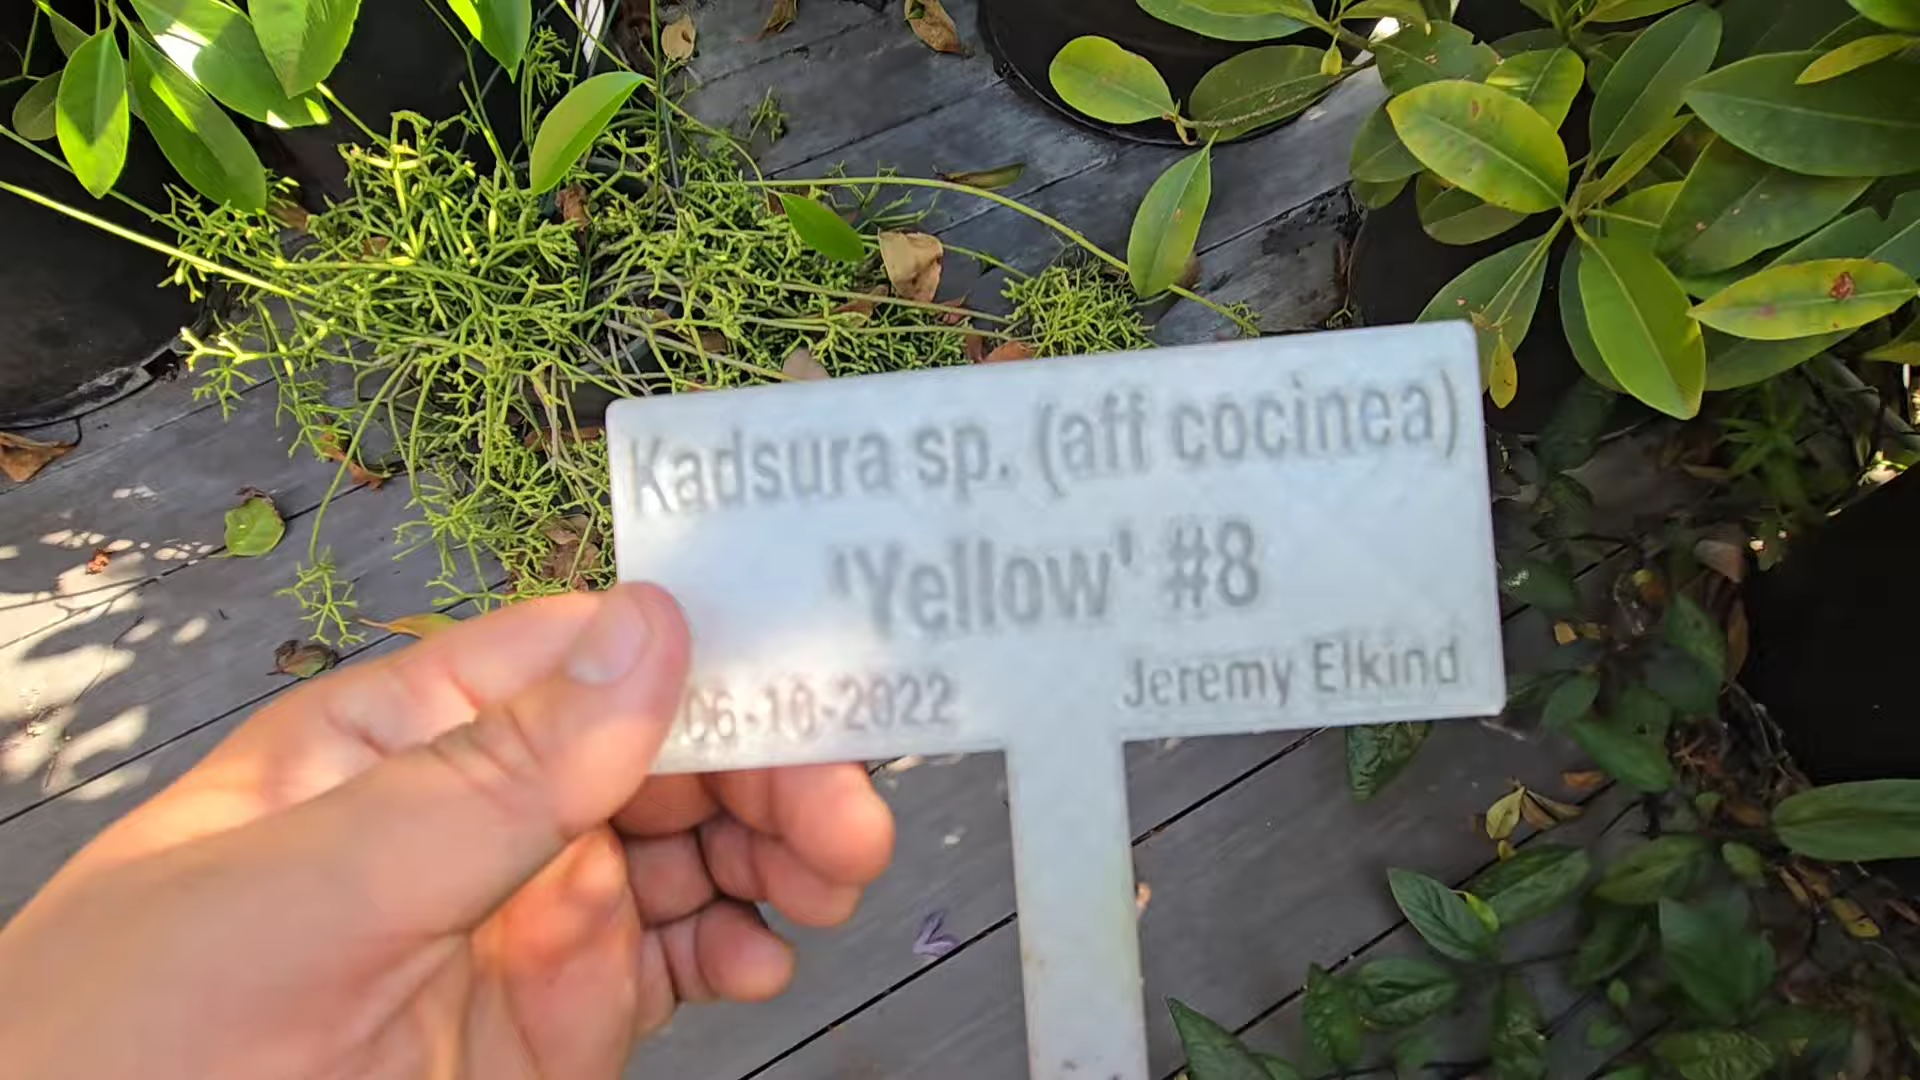 Kadsura sp. (aff cocinea)
'Yellow' #8
06-10-2022
Jeremy Elkind